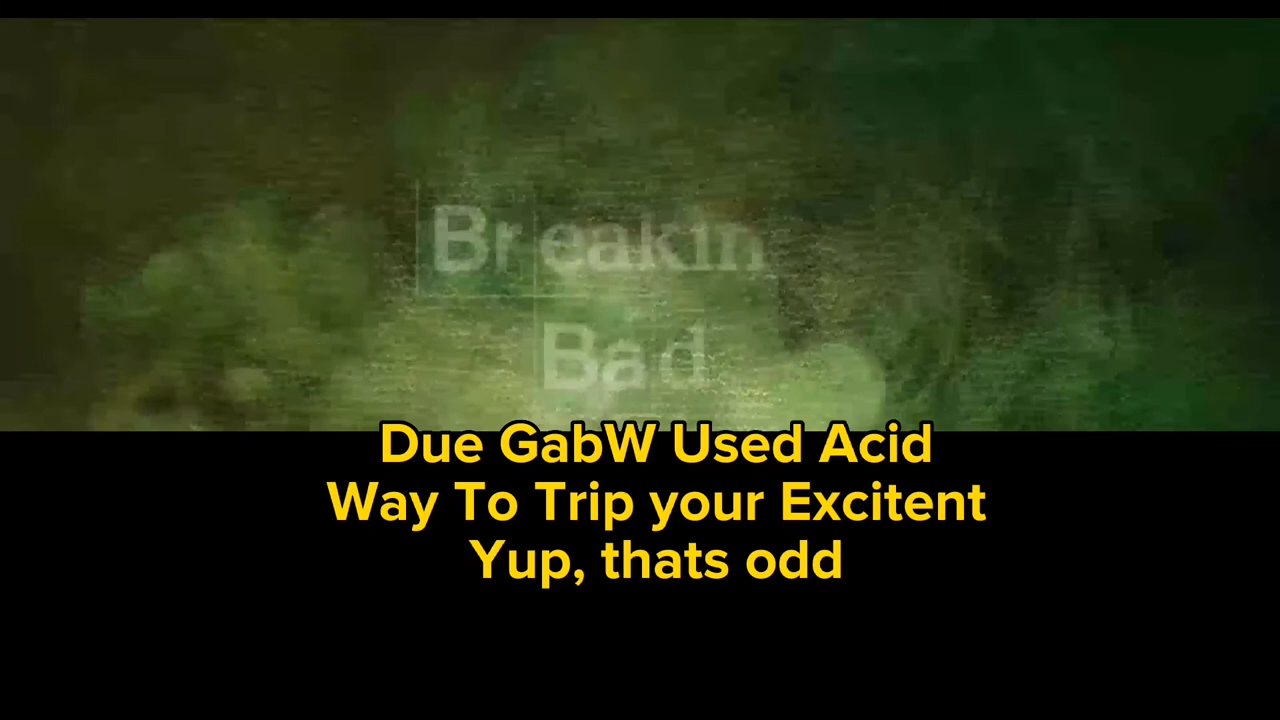 Breakin
Bad
Due GabW Used Acid
Way To Trip your Excitent
Yup, thats odd